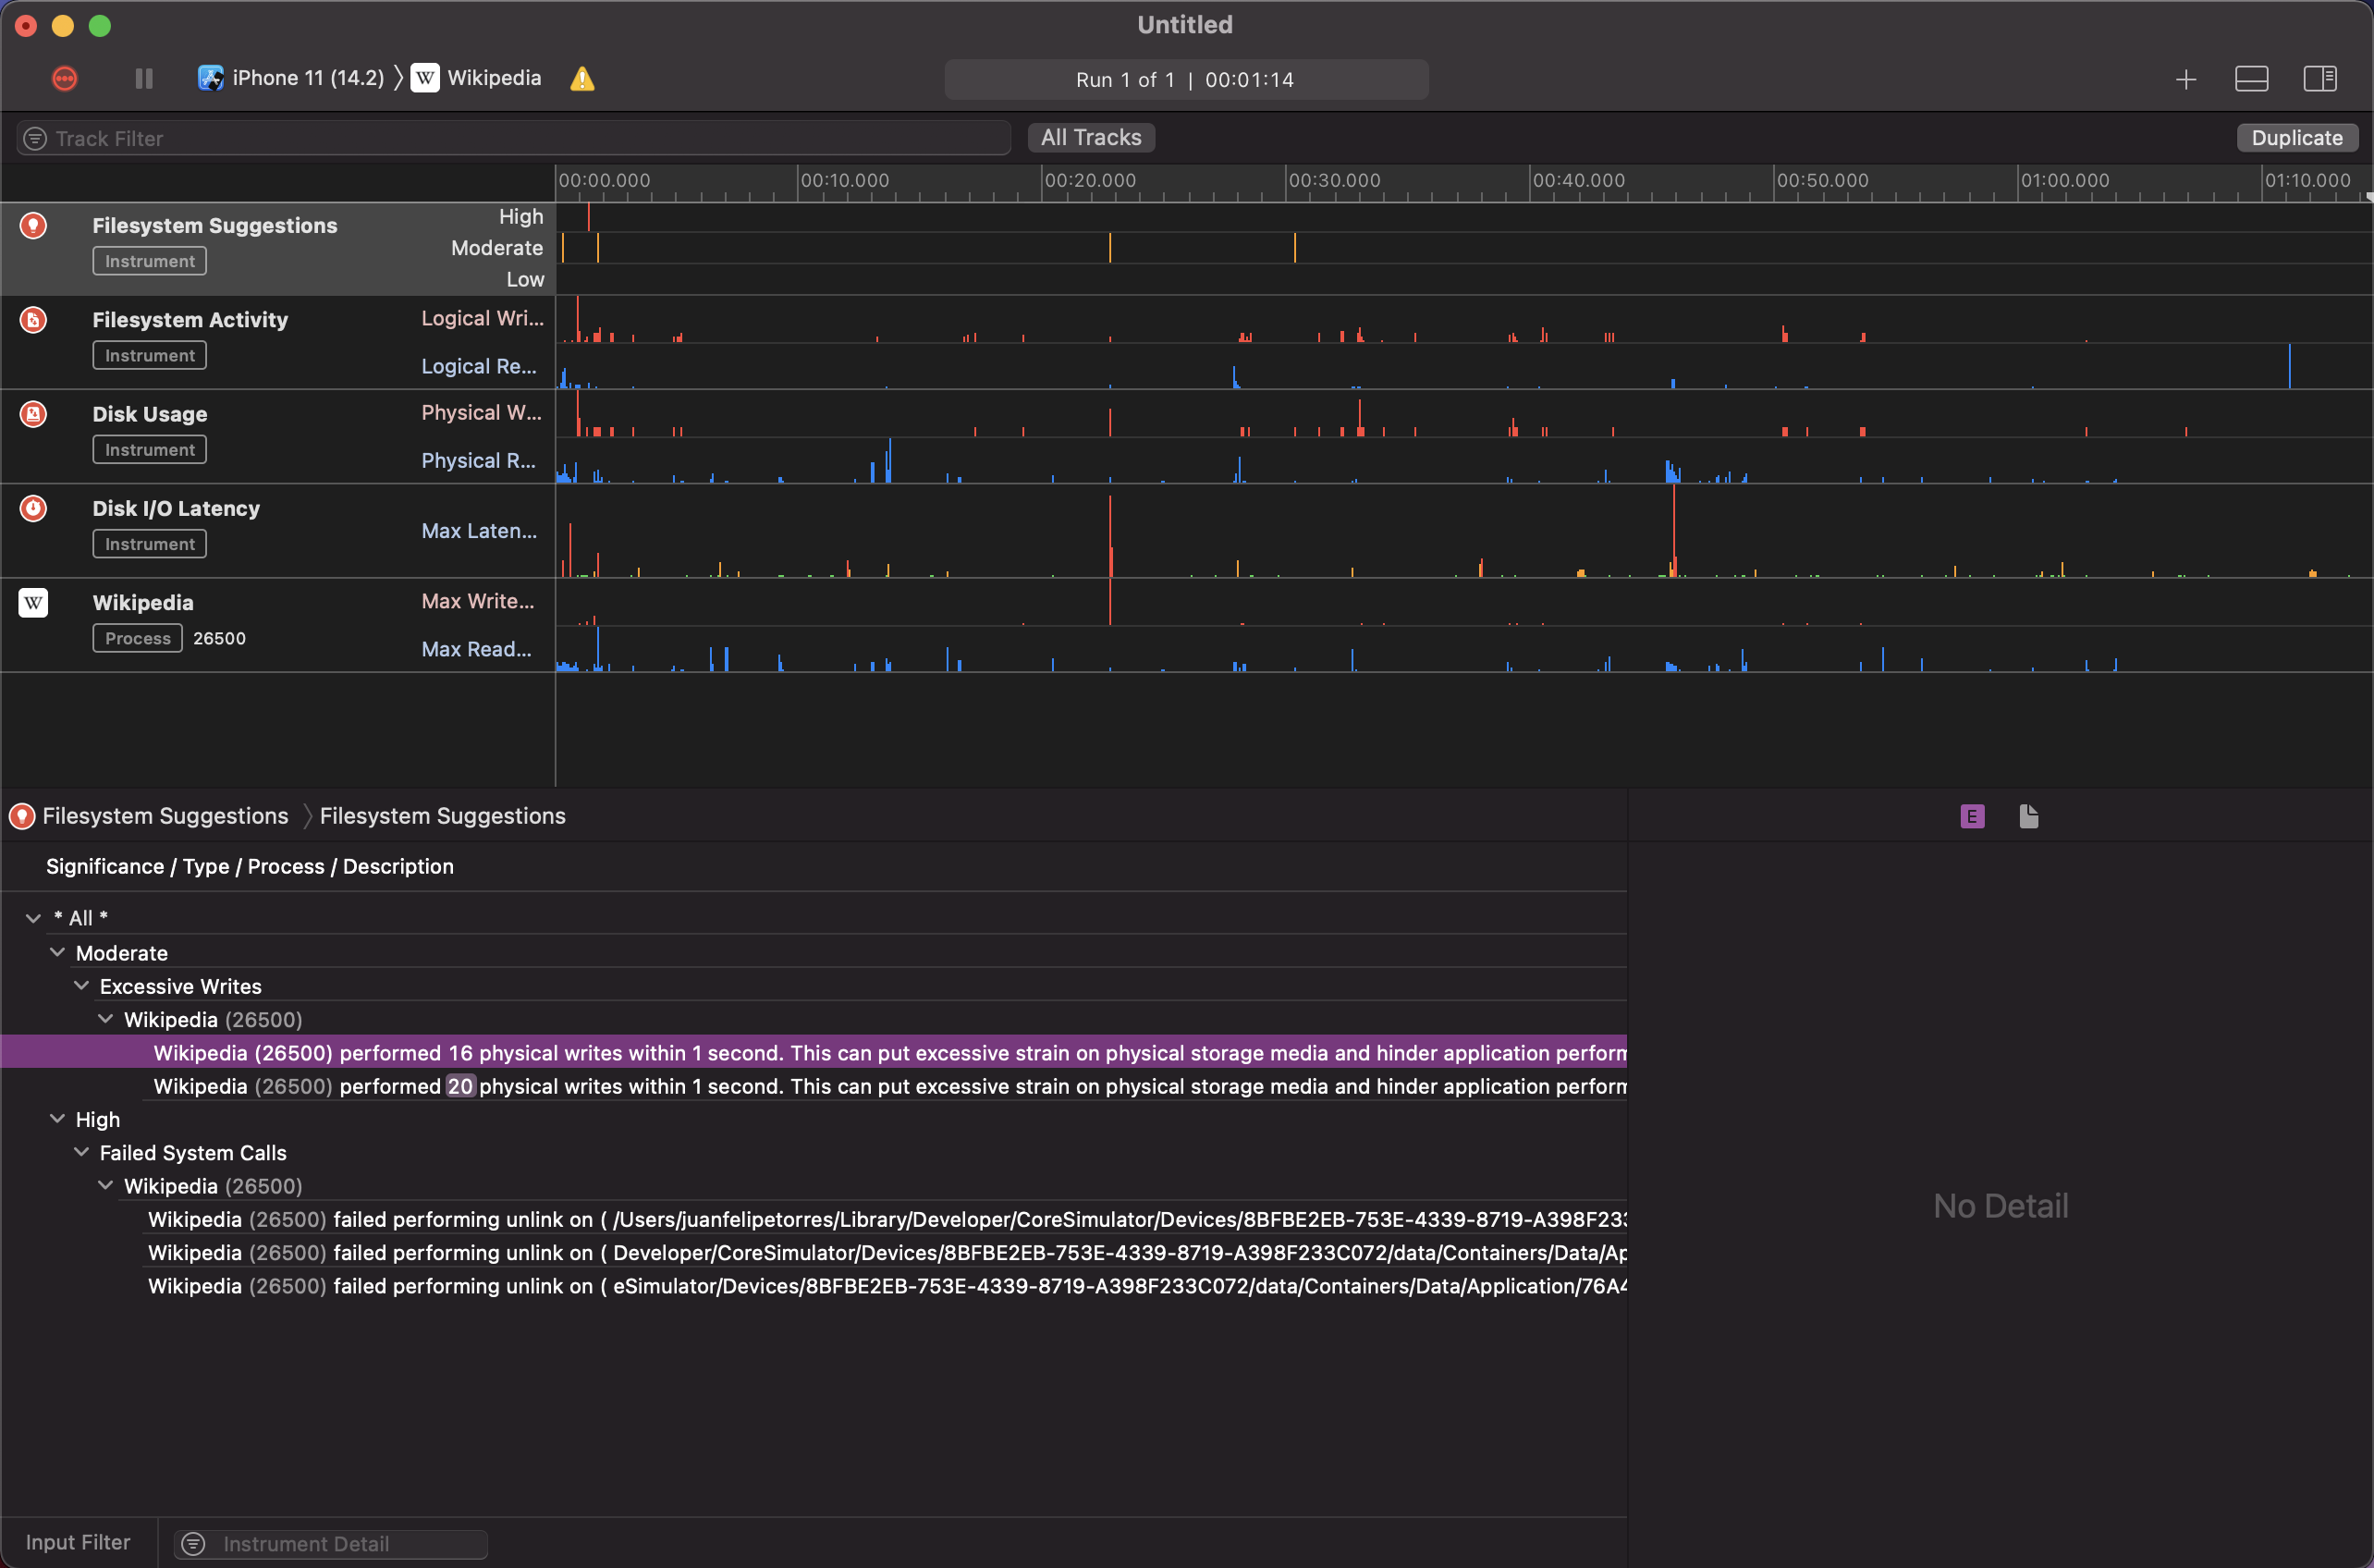 Untitled
iPhone 11 (14.2) 〉 W Wikipedia
Run 1 of 1 | 00:01:14
Track Filter
All Tracks
Duplicate
00:00.000 00:10.000 00:20.000 00:30.000 00:40.000 00:50.000 01:00.000 01:10.000
Filesystem Suggestions
Instrument
High
Moderate
Low
Filesystem Activity
Instrument
Logical Wri...
Logical Re...
Disk Usage
Instrument
Physical W...
Physical R...
Disk I/O Latency
Instrument
Max Laten...
W Wikipedia
Process 26500
Max Write...
Max Read...
Filesystem Suggestions 〉 Filesystem Suggestions
E
Significance / Type / Process / Description
* All *
Moderate
Excessive Writes
Wikipedia (26500)
Wikipedia (26500) performed 16 physical writes within 1 second. This can put excessive strain on physical storage media and hinder application perform
Wikipedia (26500) performed 20 physical writes within 1 second. This can put excessive strain on physical storage media and hinder application perform
High
Failed System Calls
Wikipedia (26500)
Wikipedia (26500) failed performing unlink on ( /Users/juanfelipetorres/Library/Developer/CoreSimulator/Devices/8BFBE2EB-753E-4339-8719-A398F233
Wikipedia (26500) failed performing unlink on ( Developer/CoreSimulator/Devices/8BFBE2EB-753E-4339-8719-A398F233C072/data/Containers/Data/Ap
Wikipedia (26500) failed performing unlink on ( eSimulator/Devices/8BFBE2EB-753E-4339-8719-A398F233C072/data/Containers/Data/Application/76A4
No Detail
Input Filter
Instrument Detail